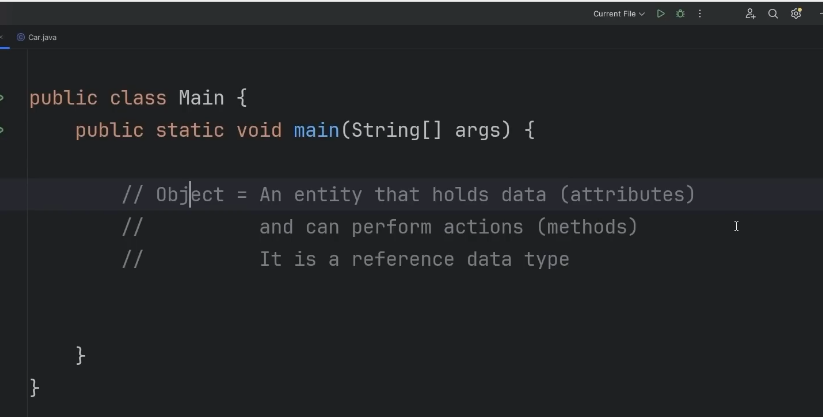 Current File
Car.java
public class Main {
    public static void main(String[] args) {
        // Object = An entity that holds data (attributes)
        //          and can perform actions (methods)
        //          It is a reference data type
    }
}